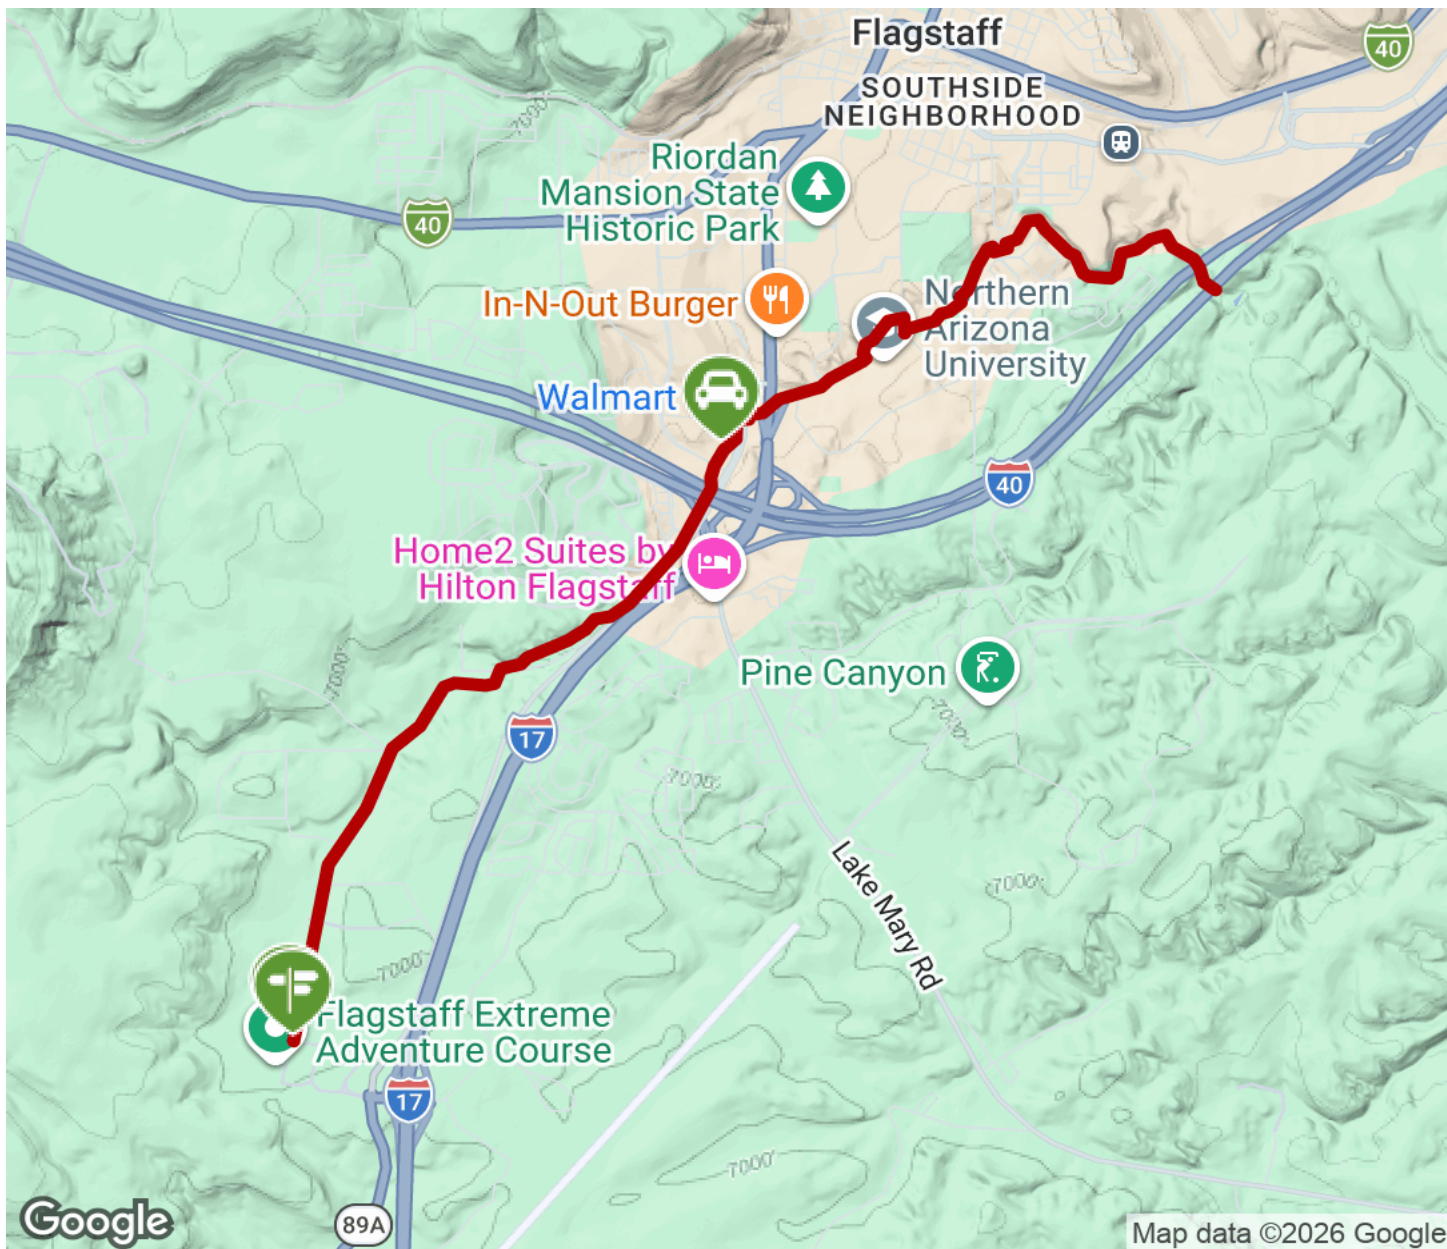 Flagstaff
40
SOUTHSIDE
NEIGHBORHOOD
7000'
Riordan
Mansion State
Historic Park
40
In-N-Out Burger
Northern
Arizona
University
Walmart
40
Home2 Suites by
Hilton Flagstaff
7000'
Pine Canyon
7000'
17
7000'
Lake Mary Rd
7000'
7000'
Flagstaff Extreme
Adventure Course
17
7000'
89A
Google
Map data ©2026 Google